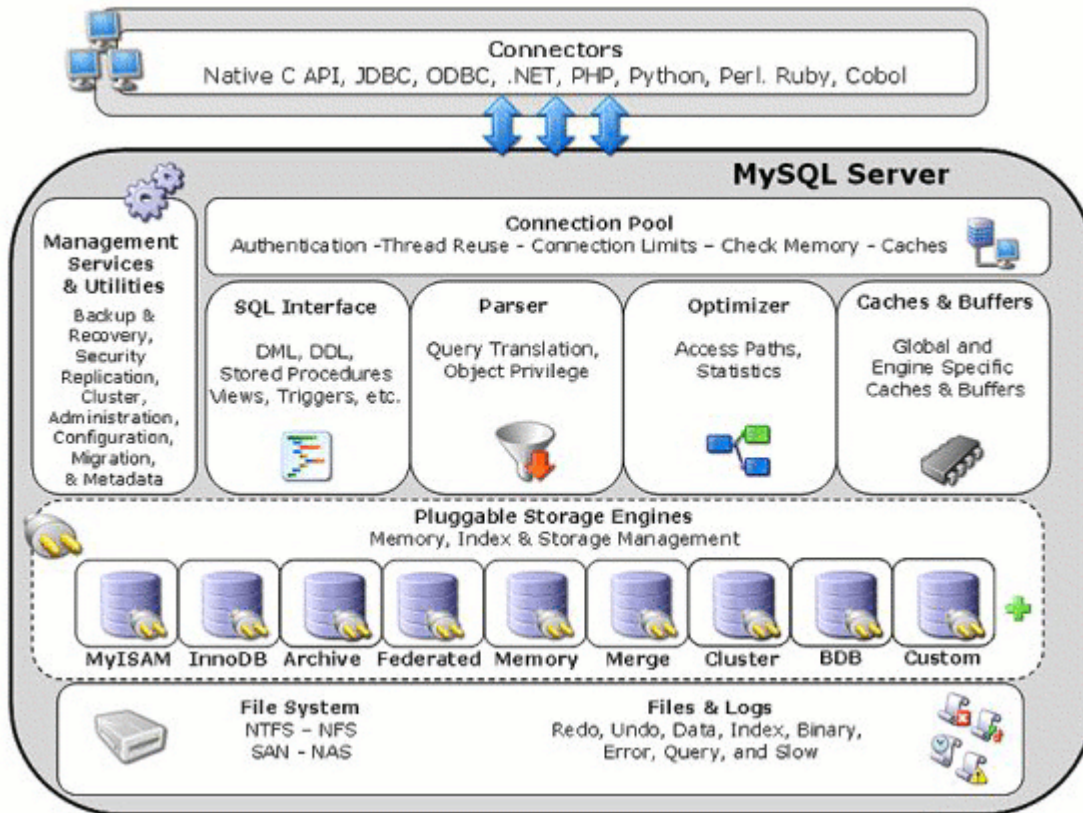 Connectors
Native C API, JDBC, ODBC, .NET, PHP, Python, Perl. Ruby, Cobol
MySQL Server
Management
Services
& Utilities
Backup &
Recovery,
Security
Replication,
Cluster,
Administration,
Configuration,
Migration,
& Metadata
Connection Pool
Authentication -Thread Reuse - Connection Limits – Check Memory - Caches
SQL Interface
DML, DDL,
Stored Procedures
Views, Triggers, etc.
Parser
Query Translation,
Object Privilege
Optimizer
Access Paths,
Statistics
Caches & Buffers
Global and
Engine Specific
Caches & Buffers
Pluggable Storage Engines
Memory, Index & Storage Management
MyISAM InnoDB Archive Federated Memory Merge Cluster BDB Custom
File System
NTFS – NFS
SAN - NAS
Files & Logs
Redo, Undo, Data, Index, Binary,
Error, Query, and Slow